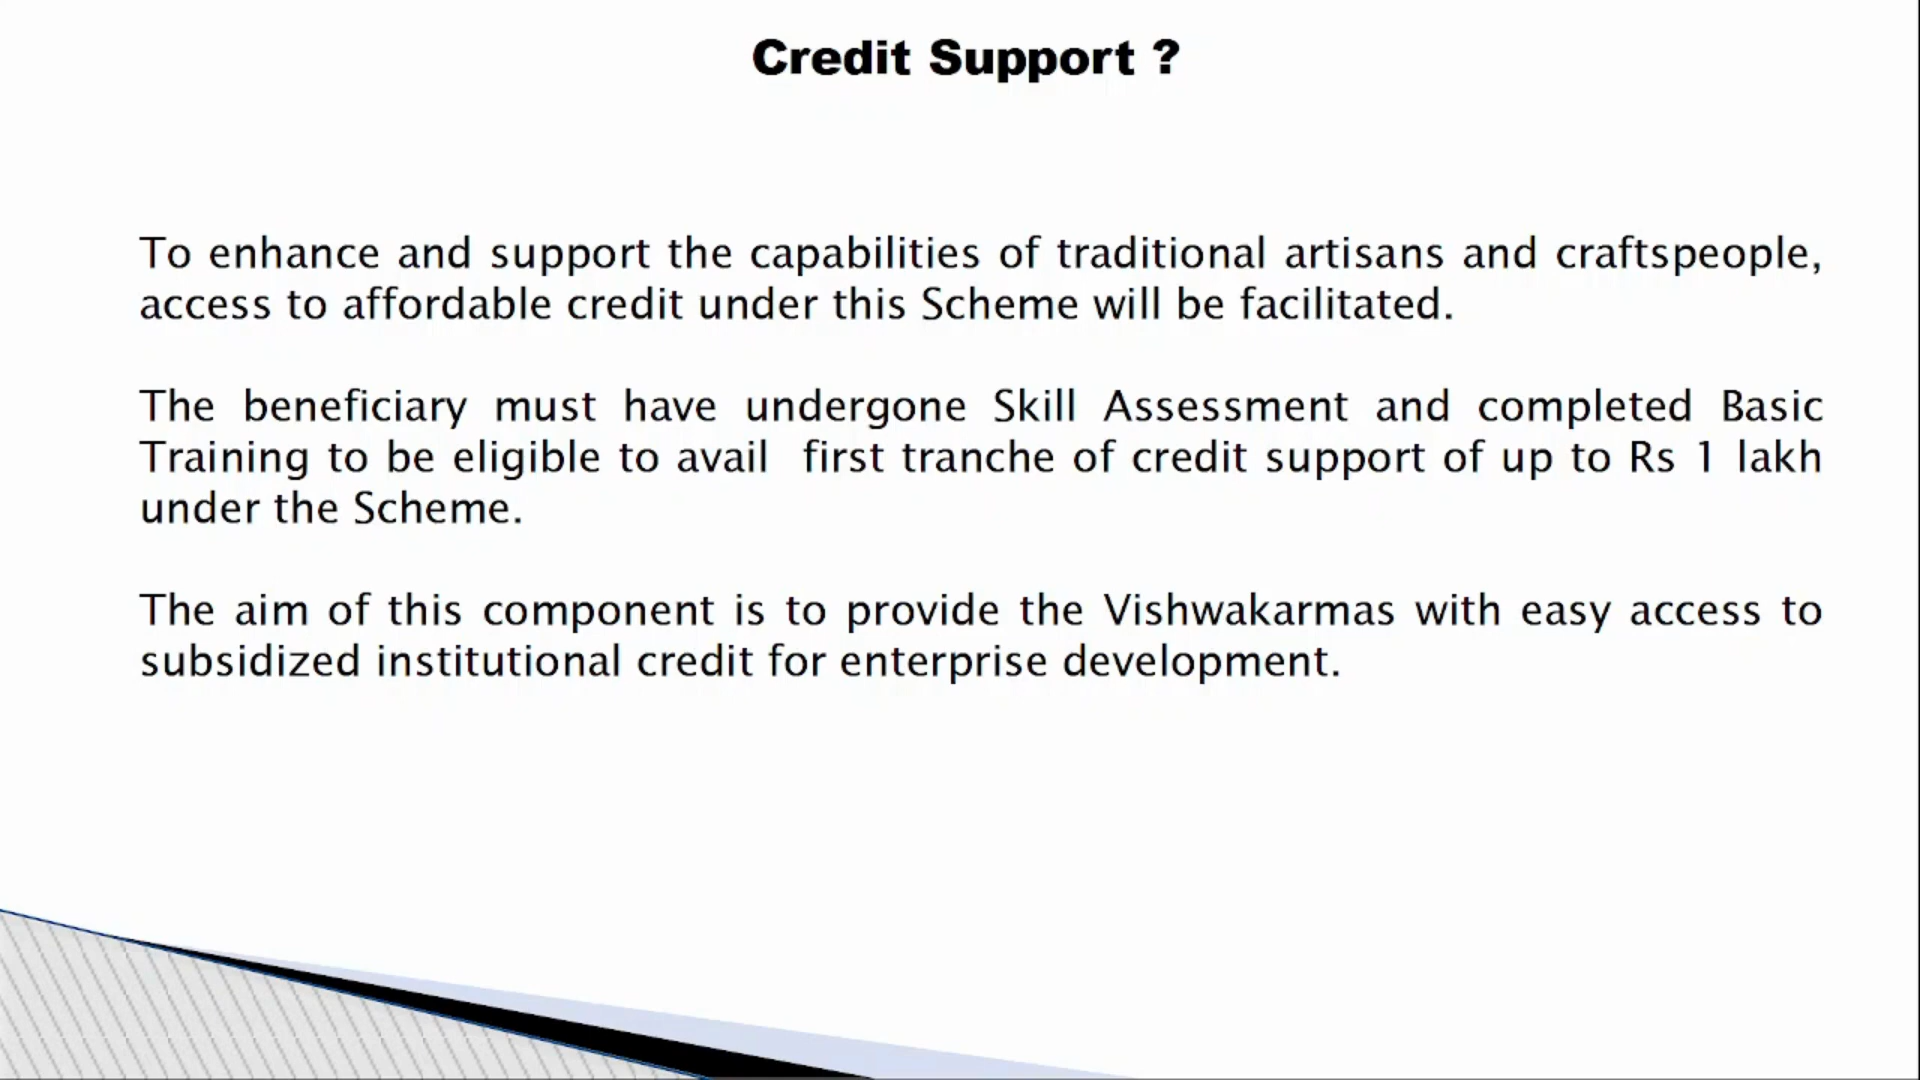 Credit Support ?
To enhance and support the capabilities of traditional artisans and craftspeople,
access to affordable credit under this Scheme will be facilitated.
The beneficiary must have undergone Skill Assessment and completed Basic
Training to be eligible to avail  first tranche of credit support of up to Rs 1 lakh
under the Scheme.
The aim of this component is to provide the Vishwakarmas with easy access to
subsidized institutional credit for enterprise development.